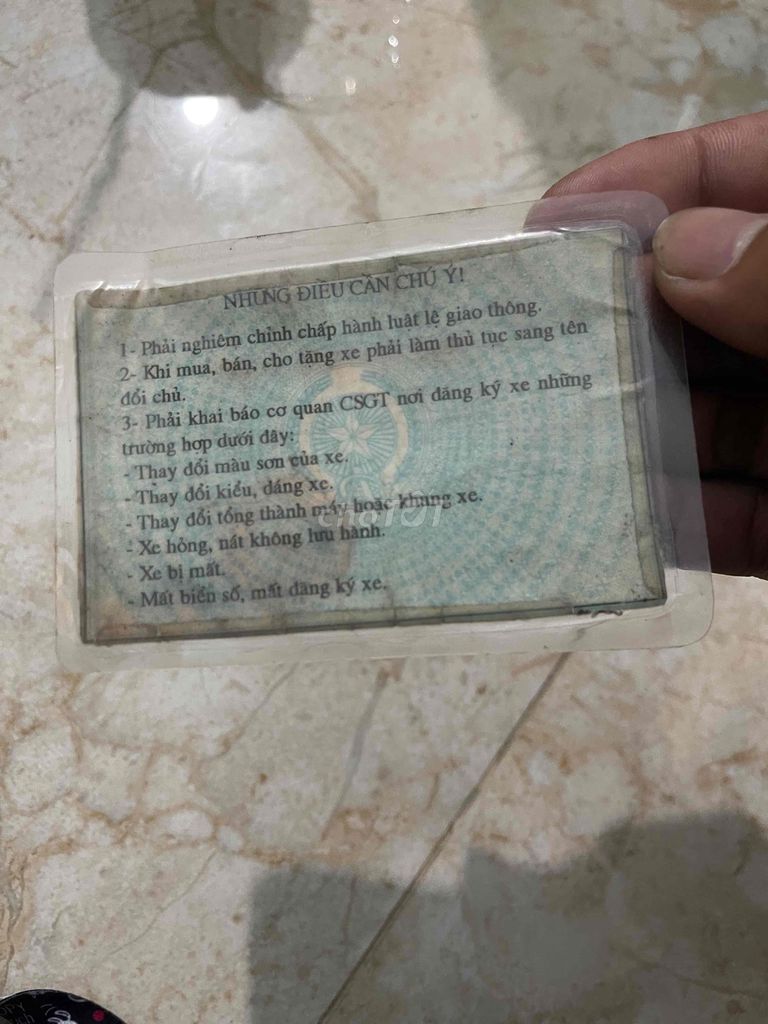 NHỮNG ĐIỀU CẦN CHÚ Ý!
1- Phải nghiêm chỉnh chấp hành luật lệ giao thông.
2- Khi mua, bán, cho tặng xe phải làm thủ tục sang tên
đổi chủ.
3- Phải khai báo cơ quan CSGT nơi đăng ký xe những
trường hợp dưới đây:
- Thay đổi màu sơn của xe.
- Thay đổi kiểu, dáng xe.
- Thay đổi tổng thành máy hoặc khung xe.
chợTỐT
- Xe hỏng, nát không lưu hành.
- Xe bị mất.
- Mất biển số, mất đăng ký xe.